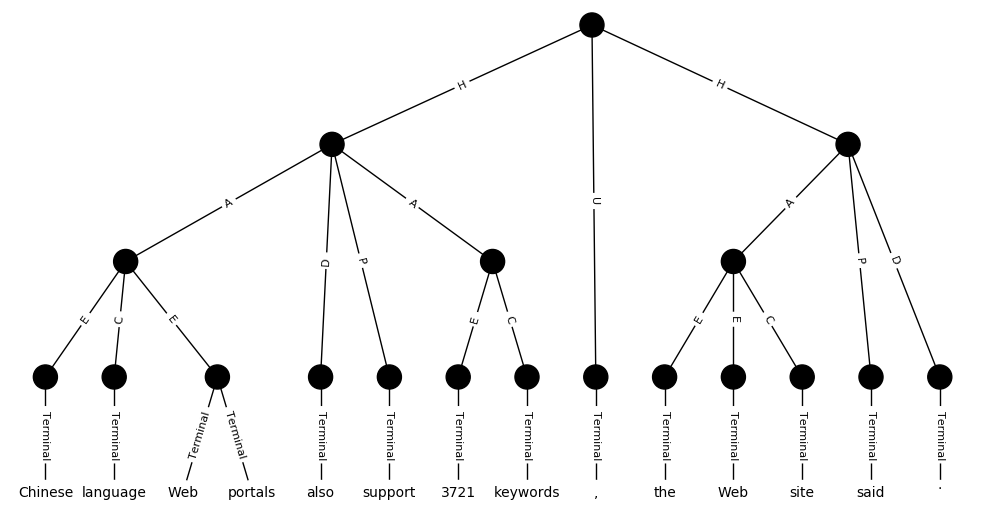 H H
U
A A A
D P P D
E C E E C E E C
Terminal Terminal Terminal Terminal Terminal Terminal Terminal Terminal Terminal Terminal Terminal Terminal Terminal Terminal
Chinese language Web portals also support 3721 keywords , the Web site said .